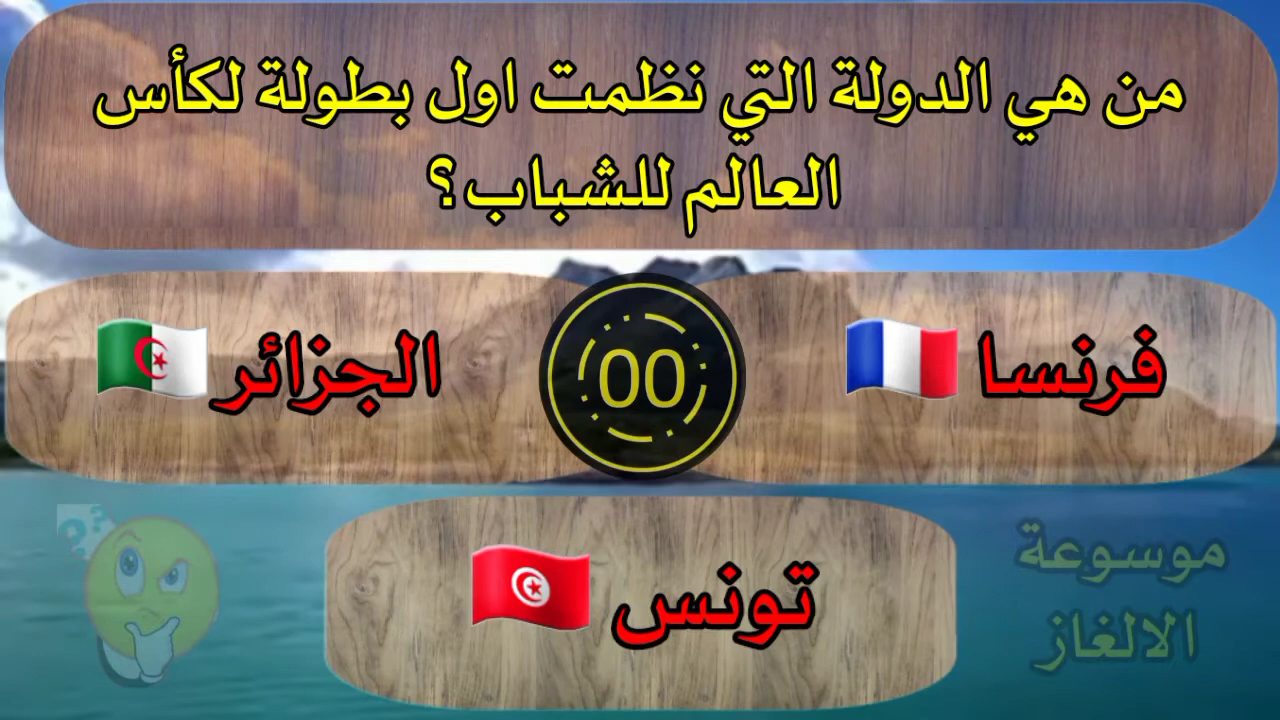 من هي الدولة التي نظمت اول بطولة لكأس
العالم للشباب؟
فرنسا
00
الجزائر
تونس
موسوعة
الالغاز